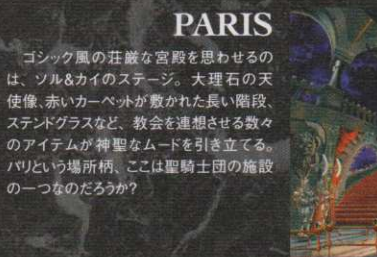 PARIS
ゴシック風の荘厳な宮殿を思わせるの
は、ソル&カイのステージ。大理石の天
使像、赤いカーペットが敷かれた長い階段、
ステンドグラスなど、教会を連想させる数々
のアイテムが神聖なムードを引き立てる。
パリという場所柄、ここは聖騎士団の施設
の一つなのだろうか?